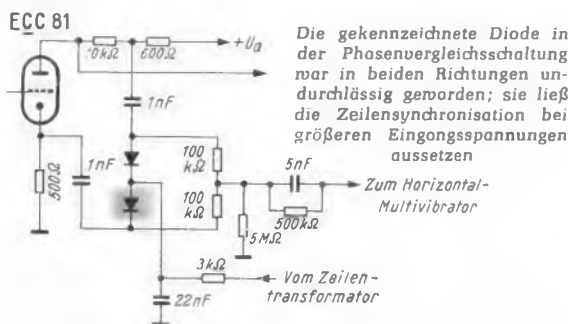 ECC 81
10kΩ
600Ω
+Ua
Die gekennzeichnete Diode in
der Phasenvergleichsschaltung
war in beiden Richtungen un-
durchlässig geworden; sie ließ
die Zeilensynchronisation bei
größeren Eingongsspannungen
aussetzen
1nF
500Ω
1nF
100
kΩ
100
kΩ
5nF
Zum Horizontal-
Multivibrator
500kΩ
5MΩ
3kΩ
Vom Zeilen-
transformator
22nF